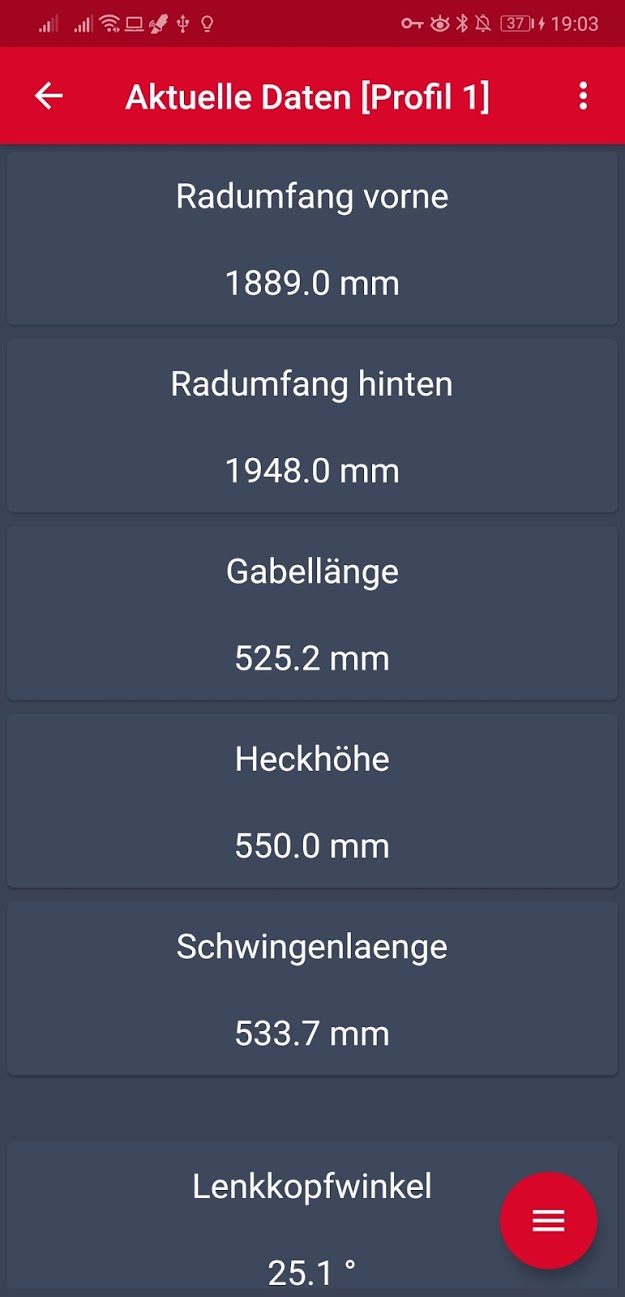 37 19:03
Aktuelle Daten [Profil 1]
Radumfang vorne
1889.0 mm
Radumfang hinten
1948.0 mm
Gabellänge
525.2 mm
Heckhöhe
550.0 mm
Schwingenlaenge
533.7 mm
Lenkkopfwinkel
25.1 °